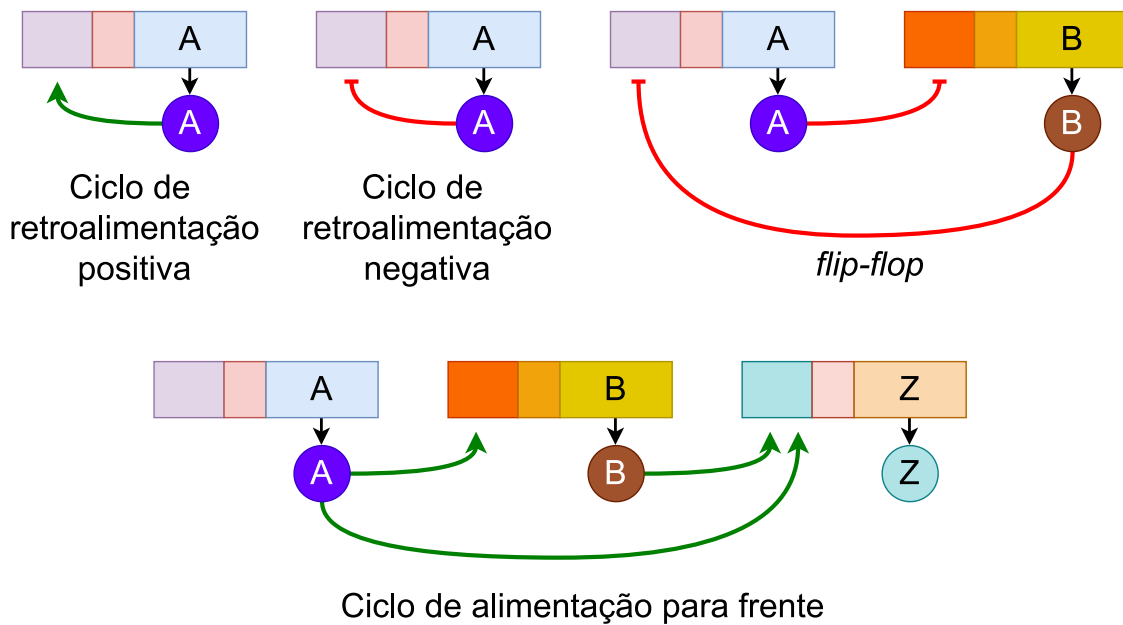 A
A
A
B
A
A
A
B
Ciclo de
retroalimentação
positiva
Ciclo de
retroalimentação
negativa
flip-flop
A
B
Z
A
B
Z
Ciclo de alimentação para frente